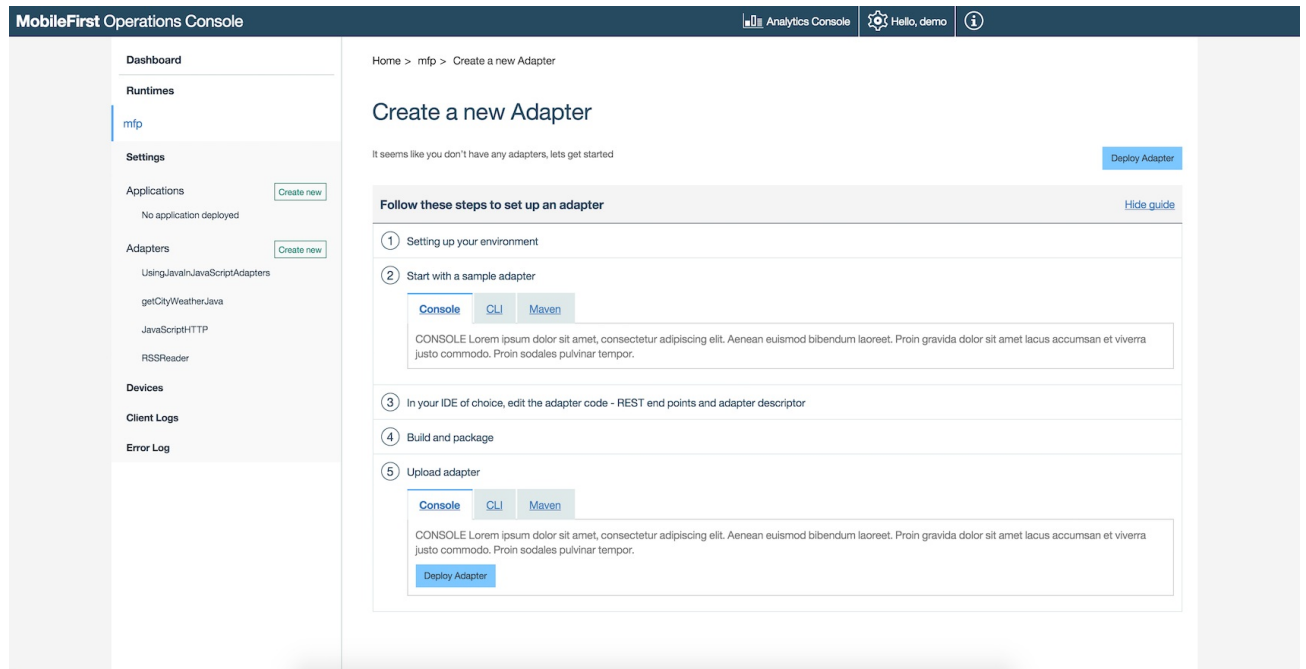 MobileFirst Operations Console
Analytics Console
Hello, demo
Dashboard
Runtimes
mfp
Settings
Applications
Create new
No application deployed
Adapters
Create new
UsingJavaInJavaScriptAdapters
getCityWeatherJava
JavaScriptHTTP
RSSReader
Devices
Client Logs
Error Log
Home > mfp > Create a new Adapter
Create a new Adapter
It seems like you don't have any adapters, lets get started
Deploy Adapter
Follow these steps to set up an adapter
Hide guide
1 Setting up your environment
2 Start with a sample adapter
Console CLI Maven
CONSOLE Lorem ipsum dolor sit amet, consectetur adipiscing elit. Aenean euismod bibendum laoreet. Proin gravida dolor sit amet lacus accumsan et viverra
justo commodo. Proin sodales pulvinar tempor.
3 In your IDE of choice, edit the adapter code - REST end points and adapter descriptor
4 Build and package
5 Upload adapter
Console CLI Maven
CONSOLE Lorem ipsum dolor sit amet, consectetur adipiscing elit. Aenean euismod bibendum laoreet. Proin gravida dolor sit amet lacus accumsan et viverra
justo commodo. Proin sodales pulvinar tempor.
Deploy Adapter